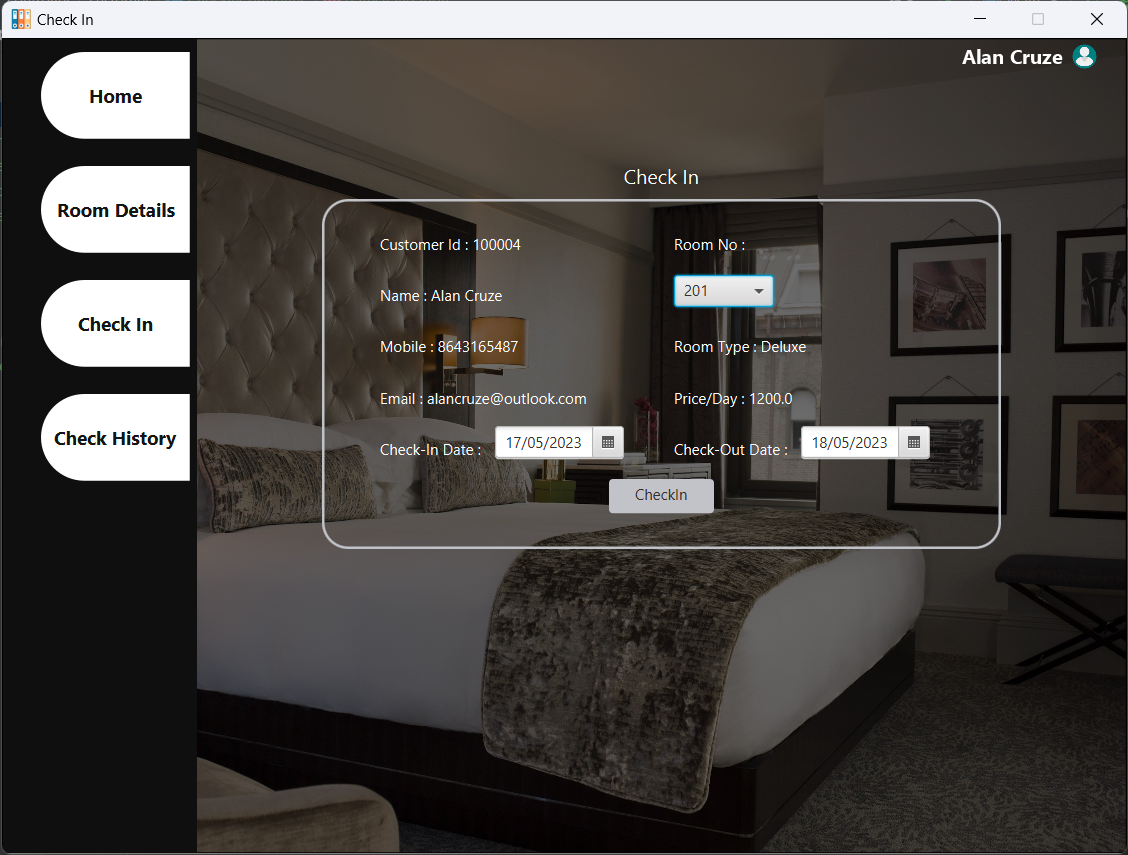 Check In
Alan Cruze
Home
Room Details
Check In
Check History
Check In
Customer Id : 100004
Room No :
Name : Alan Cruze
201
Mobile : 8643165487
Room Type : Deluxe
Email : alancruze@outlook.com
Price/Day : 1200.0
Check-In Date : 17/05/2023
Check-Out Date : 18/05/2023
CheckIn